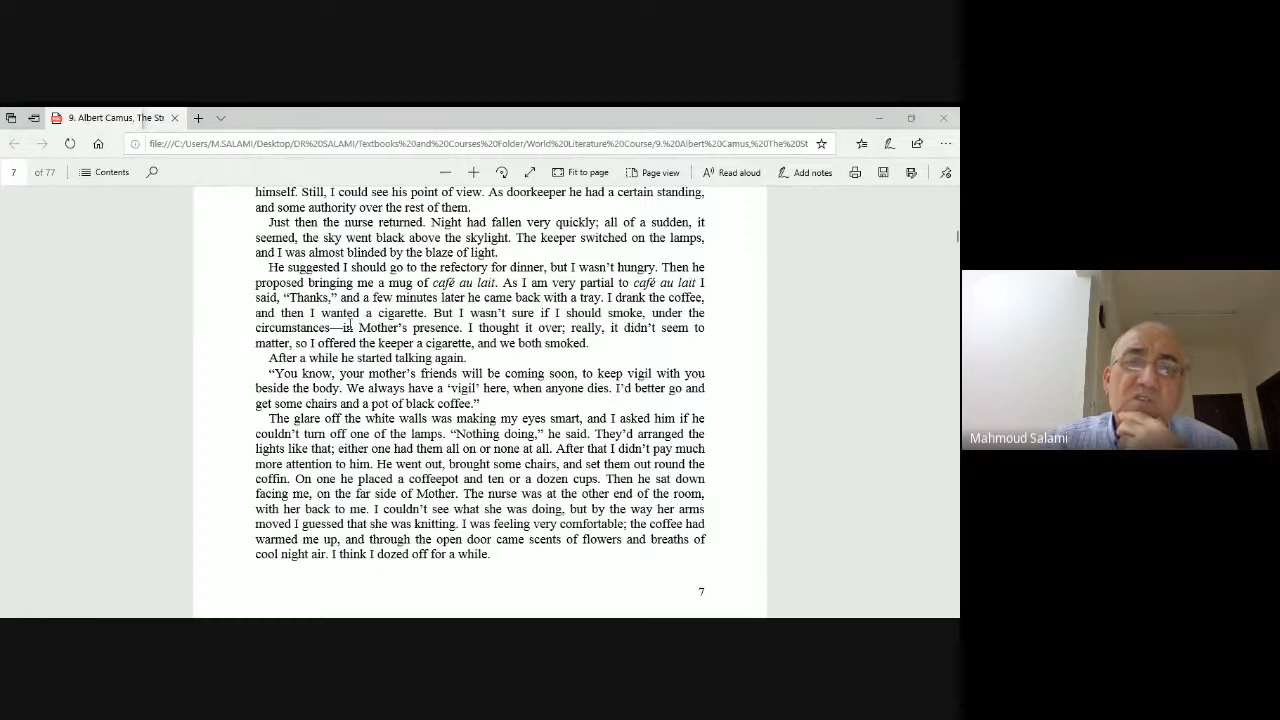 9. Albert Camus, The Str
file:///C:/Users/M.SALAMI/Desktop/DR%20SALAMI/Textbooks%20and%20Courses%20Folder/World%20Literature%20Course/9.%20Albert%20Camus,%20The%20St
7 of 77 Contents Fit to page Page view Read aloud Add notes
himself. Still, I could see his point of view. As doorkeeper he had a certain standing,
and some authority over the rest of them.
Just then the nurse returned. Night had fallen very quickly; all of a sudden, it
seemed, the sky went black above the skylight. The keeper switched on the lamps,
and I was almost blinded by the blaze of light.
He suggested I should go to the refectory for dinner, but I wasn’t hungry. Then he
proposed bringing me a mug of café au lait. As I am very partial to café au lait I
said, “Thanks,” and a few minutes later he came back with a tray. I drank the coffee,
and then I wanted a cigarette. But I wasn’t sure if I should smoke, under the
circumstances—in Mother’s presence. I thought it over; really, it didn’t seem to
matter, so I offered the keeper a cigarette, and we both smoked.
After a while he started talking again.
“You know, your mother’s friends will be coming soon, to keep vigil with you
beside the body. We always have a ‘vigil’ here, when anyone dies. I’d better go and
get some chairs and a pot of black coffee.”
The glare off the white walls was making my eyes smart, and I asked him if he
couldn’t turn off one of the lamps. “Nothing doing,” he said. They’d arranged the
lights like that; either one had them all on or none at all. After that I didn’t pay much
more attention to him. He went out, brought some chairs, and set them out round the
coffin. On one he placed a coffeepot and ten or a dozen cups. Then he sat down
facing me, on the far side of Mother. The nurse was at the other end of the room,
with her back to me. I couldn’t see what she was doing, but by the way her arms
moved I guessed that she was knitting. I was feeling very comfortable; the coffee had
warmed me up, and through the open door came scents of flowers and breaths of
cool night air. I think I dozed off for a while.
7
Mahmoud Salami